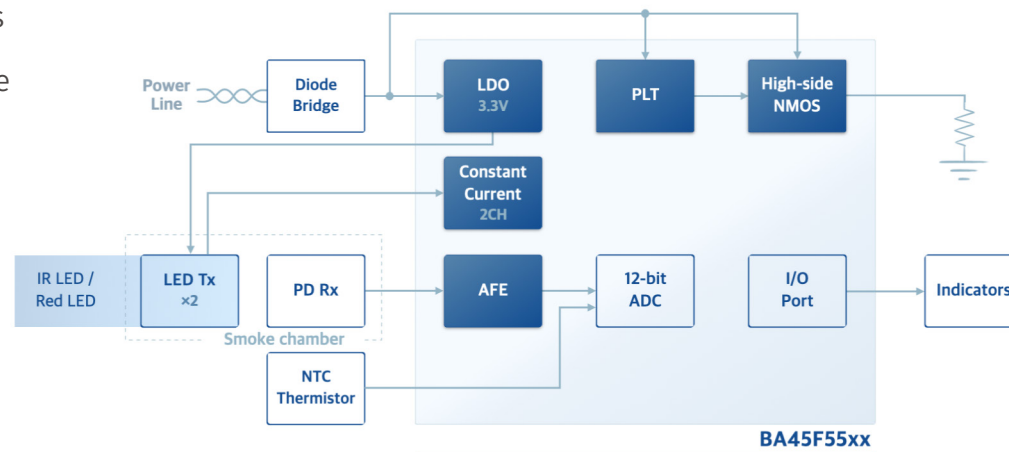 s
e
Power
Line
Diode
Bridge
LDO
3.3V
PLT
High-side
NMOS
Constant
Current
2CH
IR LED /
Red LED
LED Tx
×2
PD Rx
AFE
12-bit
ADC
I/O
Port
Indicators
Smoke chamber
NTC
Thermistor
BA45F55xx